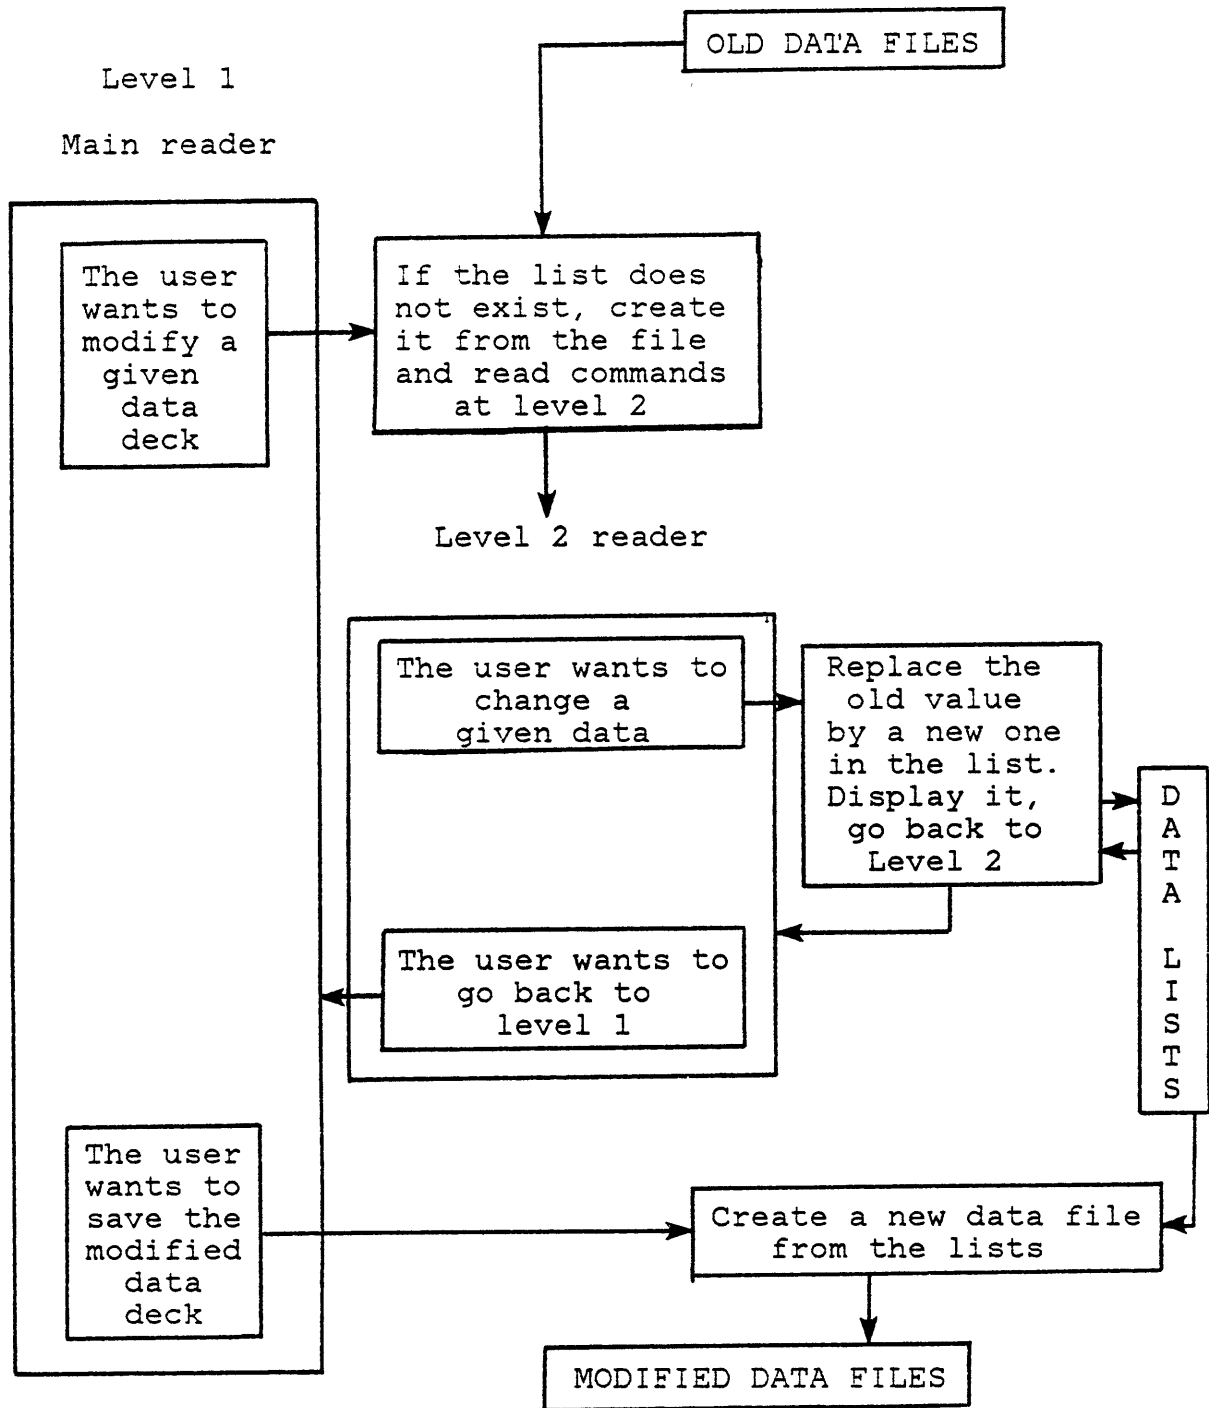 OLD DATA FILES
Level 1
Main reader
The user
wants to
modify a
given
data
deck
If the list does
not exist, create
it from the file
and read commands
at level 2
Level 2 reader
The user wants to
change a
given data
Replace the
old value
by a new one
in the list.
Display it,
go back to
Level 2
DATA LISTS
The user wants to
go back to
level 1
The user
wants to
save the
modified
data
deck
Create a new data file
from the lists
MODIFIED DATA FILES